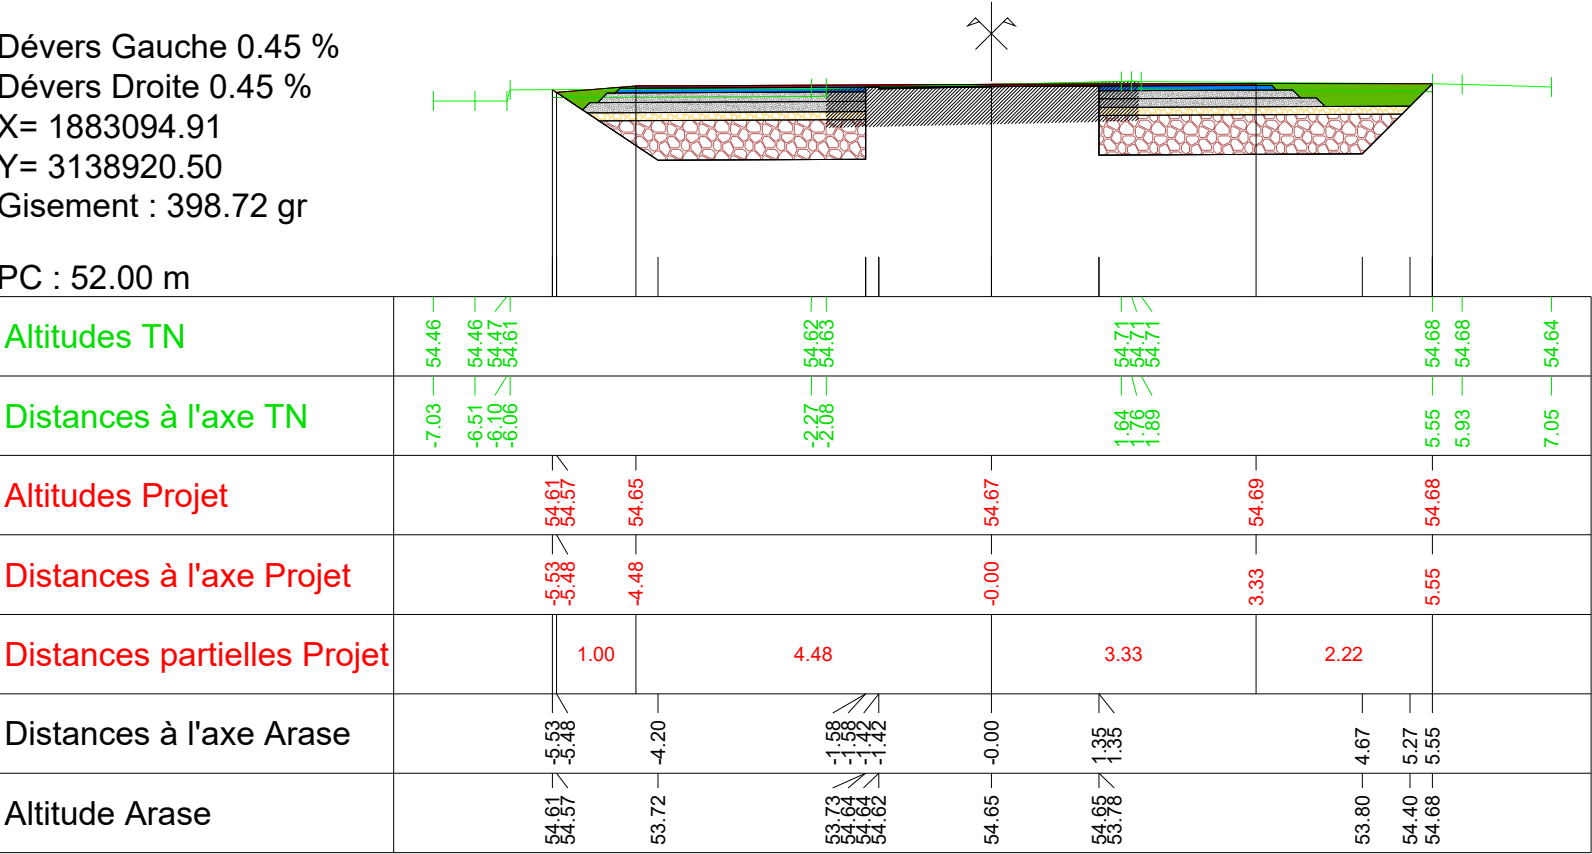 Dévers Gauche 0.45 %
Dévers Droite 0.45 %
X= 1883094.91
Y= 3138920.50
Gisement : 398.72 gr
PC : 52.00 m
Altitudes TN 54.46 54.46 54.47 54.61 54.62 54.63 54.71 54.71 54.71 54.68 54.68 54.64
Distances à l'axe TN -7.03 -6.51 -6.10 -6.06 -2.27 -2.08 1.64 1.76 1.89 5.55 5.93 7.05
Altitudes Projet 54.61 54.57 54.65 54.67 54.69 54.68
Distances à l'axe Projet -5.53 -5.48 -4.48 -0.00 3.33 5.55
Distances partielles Projet 1.00 4.48 3.33 2.22
Distances à l'axe Arase -5.53 -5.48 -4.20 -1.58 -1.58 -1.42 -1.42 -0.00 1.35 1.35 4.67 5.27 5.55
Altitude Arase 54.61 54.57 53.72 53.73 54.64 54.64 54.62 54.65 54.65 53.78 53.80 54.40 54.68